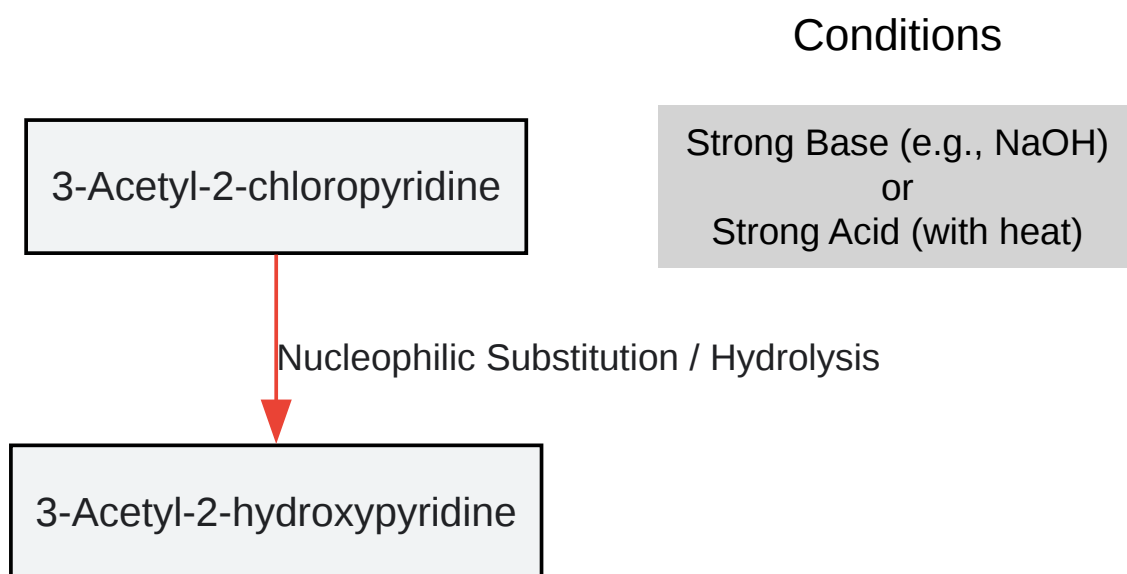 Conditions
3-Acetyl-2-chloropyridine
Strong Base (e.g., NaOH)
or
Strong Acid (with heat)
Nucleophilic Substitution / Hydrolysis
3-Acetyl-2-hydroxypyridine